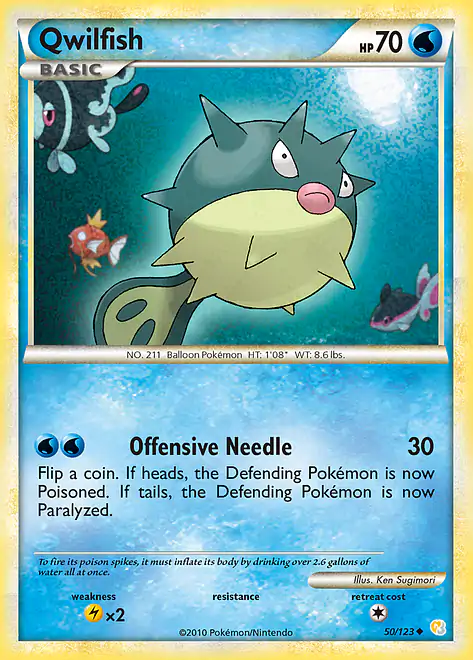 Qwilfish
HP 70
BASIC
NO. 211 Balloon Pokémon HT: 1'08" WT: 8.6 lbs.
Offensive Needle 30
Flip a coin. If heads, the Defending Pokémon is now
Poisoned. If tails, the Defending Pokémon is now
Paralyzed.
To fire its poison spikes, it must inflate its body by drinking over 2.6 gallons of
water all at once.
Illus. Ken Sugimori
weakness resistance retreat cost
×2
©2010 Pokémon/Nintendo 50/123